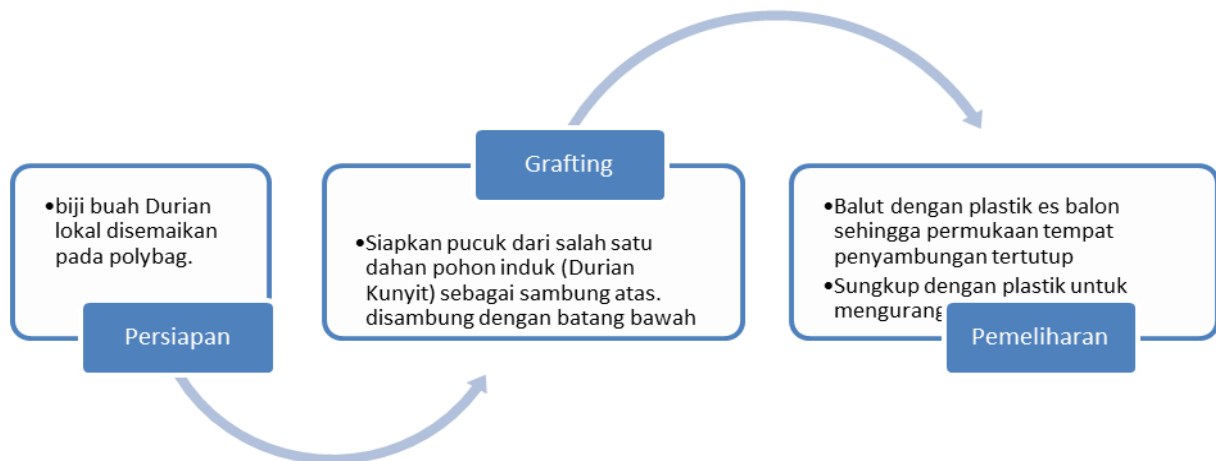 •biji buah Durian
lokal disemaikan
pada polybag.
Persiapan
Grafting
•Siapkan pucuk dari salah satu
dahan pohon induk (Durian
Kunyit) sebagai sambung atas.
disambung dengan batang bawah
•Balut dengan plastik es balon
sehingga permukaan tempat
penyambungan tertutup
•Sungkup dengan plastik untuk
Pemeliharan